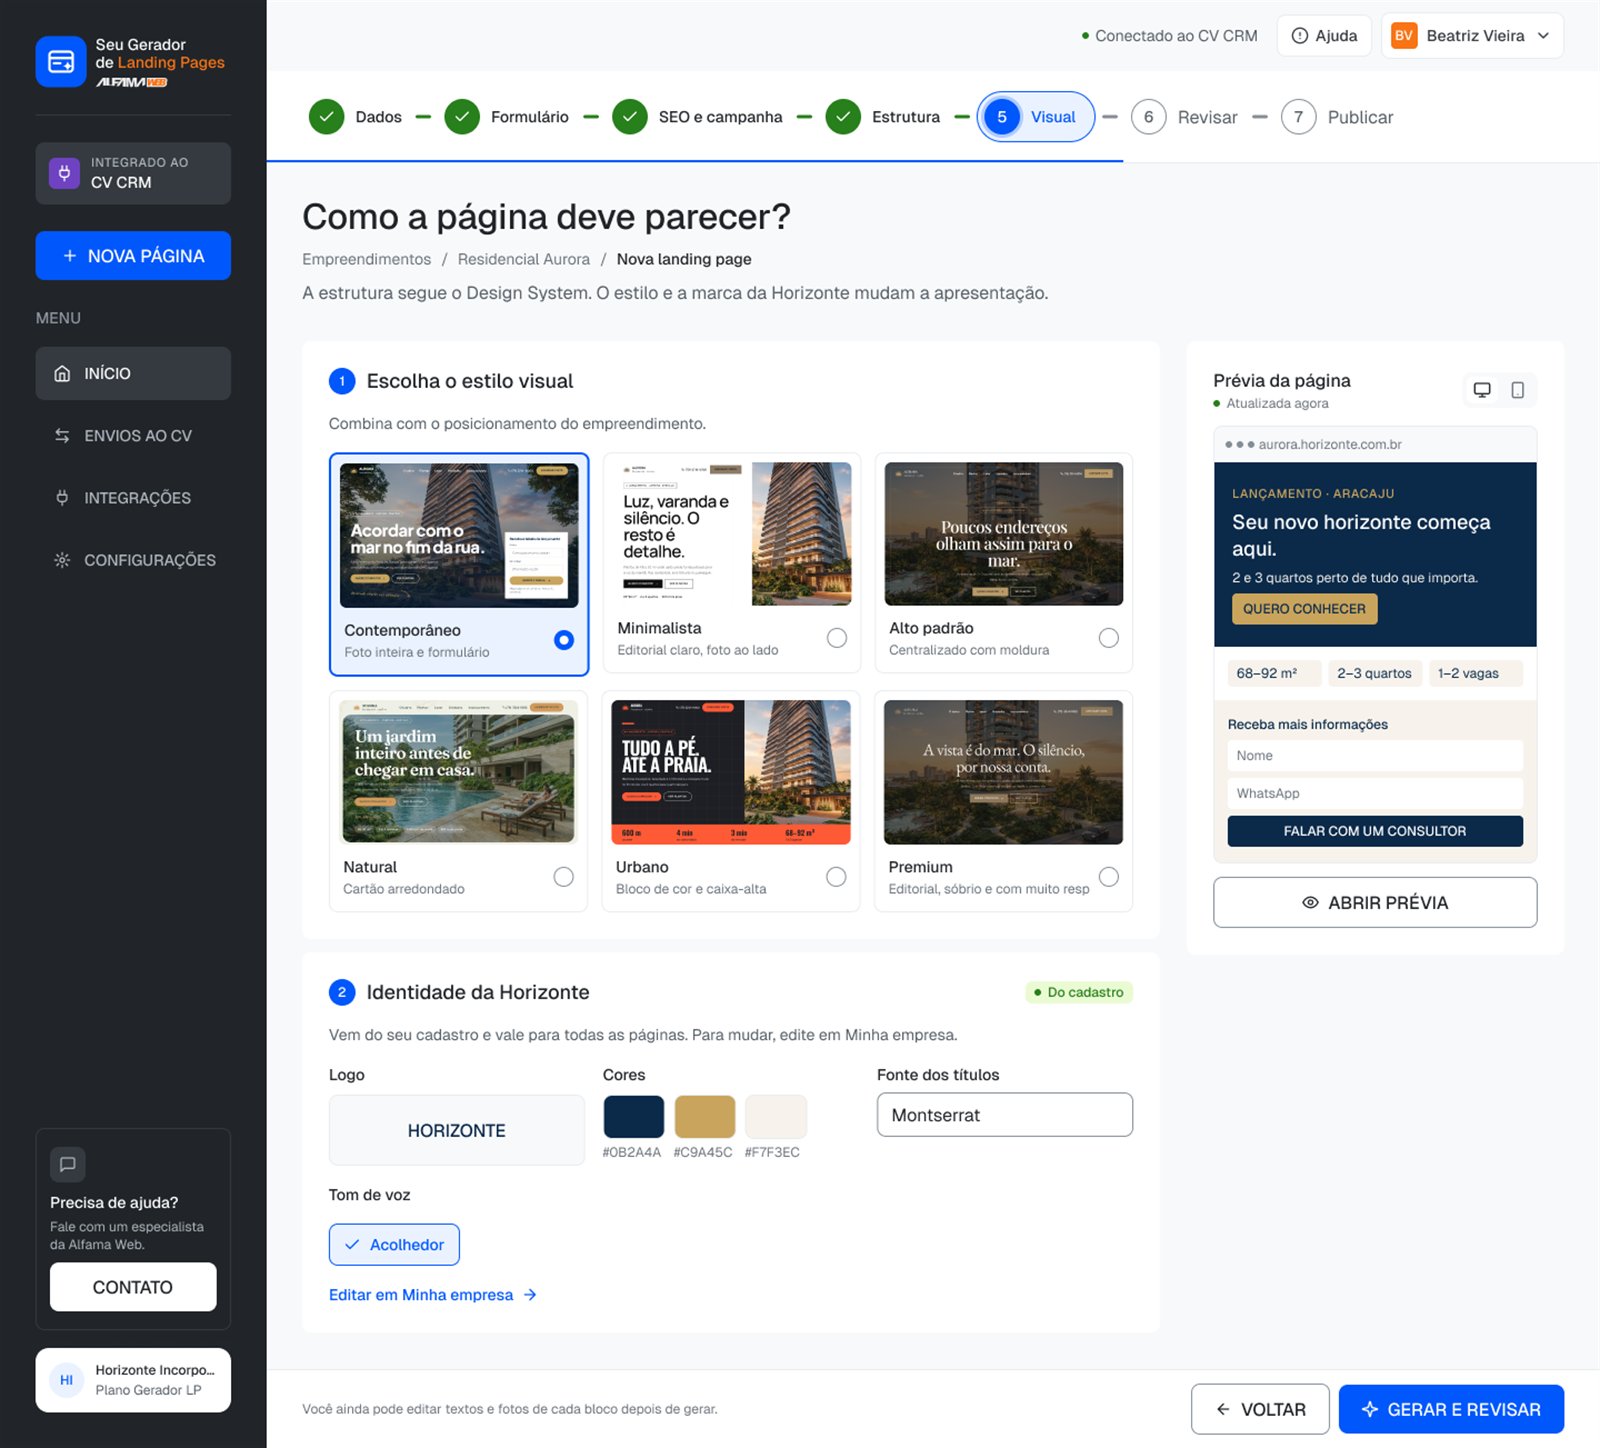 Seu Gerador
de Landing Pages
ALFAMA WEB
INTEGRADO AO
CV CRM
+ NOVA PÁGINA
MENU
INÍCIO
ENVIOS AO CV
INTEGRAÇÕES
CONFIGURAÇÕES
Precisa de ajuda?
Fale com um especialista
da Alfama Web.
CONTATO
HI
Horizonte Incorpo...
Plano Gerador LP
Conectado ao CV CRM
Ajuda
BV
Beatriz Vieira
Dados
Formulário
SEO e campanha
Estrutura
5 Visual
6 Revisar
7 Publicar
Como a página deve parecer?
Empreendimentos / Residencial Aurora / Nova landing page
A estrutura segue o Design System. O estilo e a marca da Horizonte mudam a apresentação.
1 Escolha o estilo visual
Combina com o posicionamento do empreendimento.
Acordar com o
mar no fim da rua.
Contemporâneo
Foto inteira e formulário
Luz, varanda e
silêncio. O
resto é
detalhe.
Minimalista
Editorial claro, foto ao lado
Poucos endereços
olham assim para o
mar.
Alto padrão
Centralizado com moldura
Um jardim
inteiro antes de
chegar em casa.
Natural
Cartão arredondado
TUDO A PÉ.
ATÉ A PRAIA.
600 m
4 min
3 min
68–92 m²
Urbano
Bloco de cor e caixa-alta
A vista é do mar. O silêncio,
por nossa conta.
Premium
Editorial, sóbrio e com muito resp
2 Identidade da Horizonte
Do cadastro
Vem do seu cadastro e vale para todas as páginas. Para mudar, edite em Minha empresa.
Logo
HORIZONTE
Cores
#0B2A4A
#C9A45C
#F7F3EC
Fonte dos títulos
Montserrat
Tom de voz
Acolhedor
Editar em Minha empresa
Prévia da página
Atualizada agora
aurora.horizonte.com.br
LANÇAMENTO · ARACAJU
Seu novo horizonte começa
aqui.
2 e 3 quartos perto de tudo que importa.
QUERO CONHECER
68–92 m²
2–3 quartos
1–2 vagas
Receba mais informações
Nome
WhatsApp
FALAR COM UM CONSULTOR
ABRIR PRÉVIA
Você ainda pode editar textos e fotos de cada bloco depois de gerar.
VOLTAR
GERAR E REVISAR